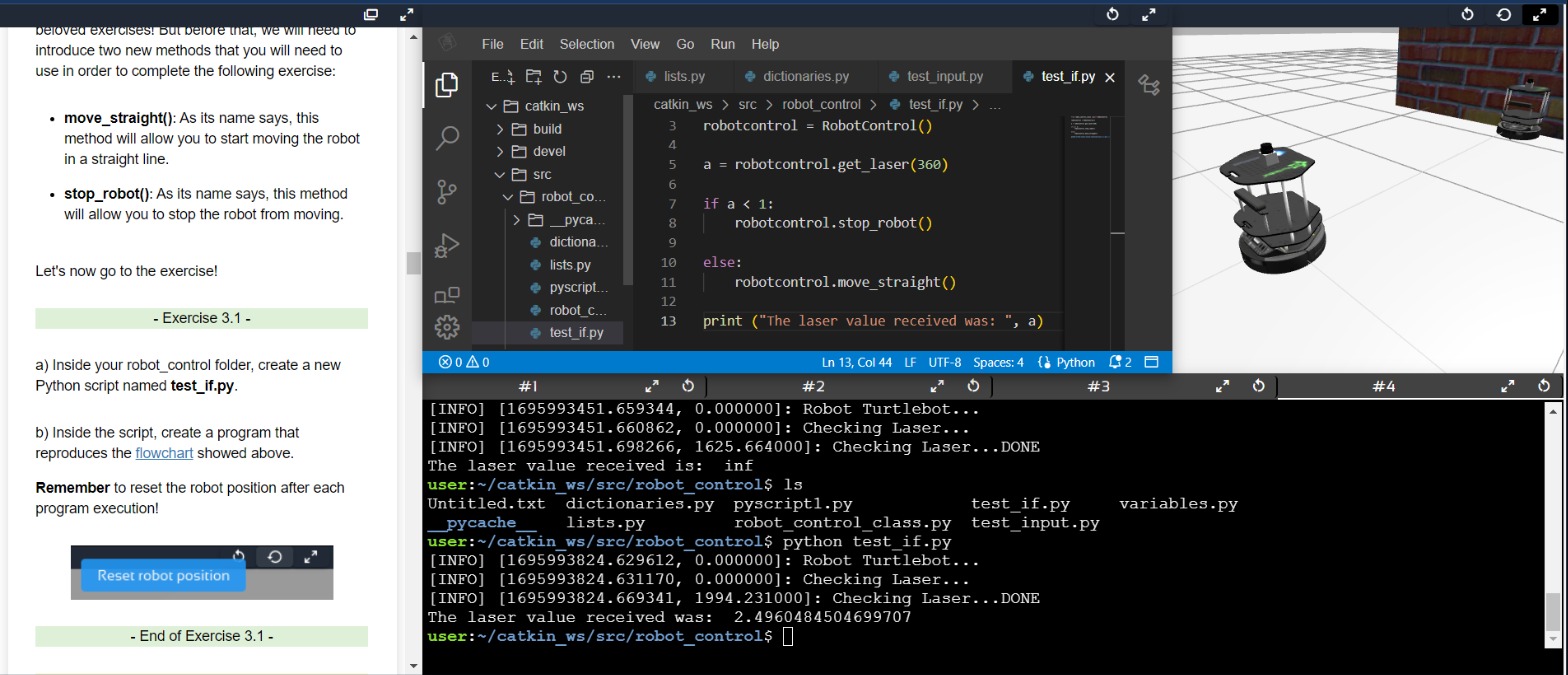 beloved exercises! But before that, we will need to
introduce two new methods that you will need to
use in order to complete the following exercise:
• move_straight(): As its name says, this
method will allow you to start moving the robot
in a straight line.
• stop_robot(): As its name says, this method
will allow you to stop the robot from moving.
Let's now go to the exercise!
- Exercise 3.1 -
a) Inside your robot_control folder, create a new
Python script named test_if.py.
b) Inside the script, create a program that
reproduces the flowchart showed above.
Remember to reset the robot position after each
program execution!
Reset robot position
- End of Exercise 3.1 -
File Edit Selection View Go Run Help
E...
lists.py dictionaries.py test_input.py test_if.py
catkin_ws > src > robot_control > test_if.py > ...
catkin_ws
build
devel
src
robot_co...
__pyca...
dictiona...
lists.py
pyscript...
robot_c...
test_if.py
3 robotcontrol = RobotControl()
4
5 a = robotcontrol.get_laser(360)
6
7 if a < 1:
8 robotcontrol.stop_robot()
9
10 else:
11 robotcontrol.move_straight()
12
13 print ("The laser value received was: ", a)
0 0 Ln 13, Col 44 LF UTF-8 Spaces: 4 Python 2
#1 #2 #3 #4
[INFO] [1695993451.659344, 0.000000]: Robot Turtlebot...
[INFO] [1695993451.660862, 0.000000]: Checking Laser...
[INFO] [1695993451.698266, 1625.664000]: Checking Laser...DONE
The laser value received is: inf
user:~/catkin_ws/src/robot_control$ ls
Untitled.txt dictionaries.py pyscript1.py test_if.py variables.py
__pycache__ lists.py robot_control_class.py test_input.py
user:~/catkin_ws/src/robot_control$ python test_if.py
[INFO] [1695993824.629612, 0.000000]: Robot Turtlebot...
[INFO] [1695993824.631170, 0.000000]: Checking Laser...
[INFO] [1695993824.669341, 1994.231000]: Checking Laser...DONE
The laser value received was: 2.4960484504699707
user:~/catkin_ws/src/robot_control$